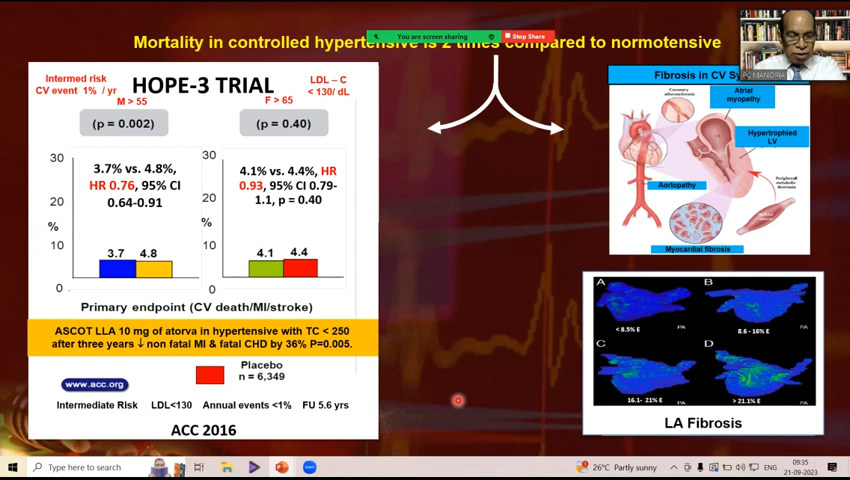 You are screen sharing
Stop Share
Mortality in controlled hypertensive is 2 times compared to normotensive
PC MANORIA
Intermed risk
CV event 1% / yr
M > 55
HOPE-3 TRIAL
F > 65
LDL – C
< 130/ dL
(p = 0.002)
(p = 0.40)
30
20
%
10
0
3.7% vs. 4.8%,
HR 0.76, 95% CI
0.64-0.91
3.7
4.8
30
20
%
10
0
4.1% vs. 4.4%, HR
0.93, 95% CI 0.79-
1.1, p = 0.40
4.1
4.4
Primary endpoint (CV death/MI/stroke)
ASCOT LLA 10 mg of atorva in hypertensive with TC < 250
after three years ↓ non fatal MI & fatal CHD by 36% P=0.005.
Placebo
n = 6,349
www.acc.org
Intermediate Risk LDL<130 Annual events <1% FU 5.6 yrs
ACC 2016
Fibrosis in CV Sy
Coronary
atherosclerosis
Atrial
myopathy
Hypertrophied
LV
Aortopathy
Peripheral
metabolic
Myocardial fibrosis
A
< 8.5% E
PA
B
8.6 - 16% E
PA
C
16.1- 21% E
PA
D
> 21.1% E
PA
LA Fibrosis
Type here to search
26°C Partly sunny
ENG
09:35
21-09-2023